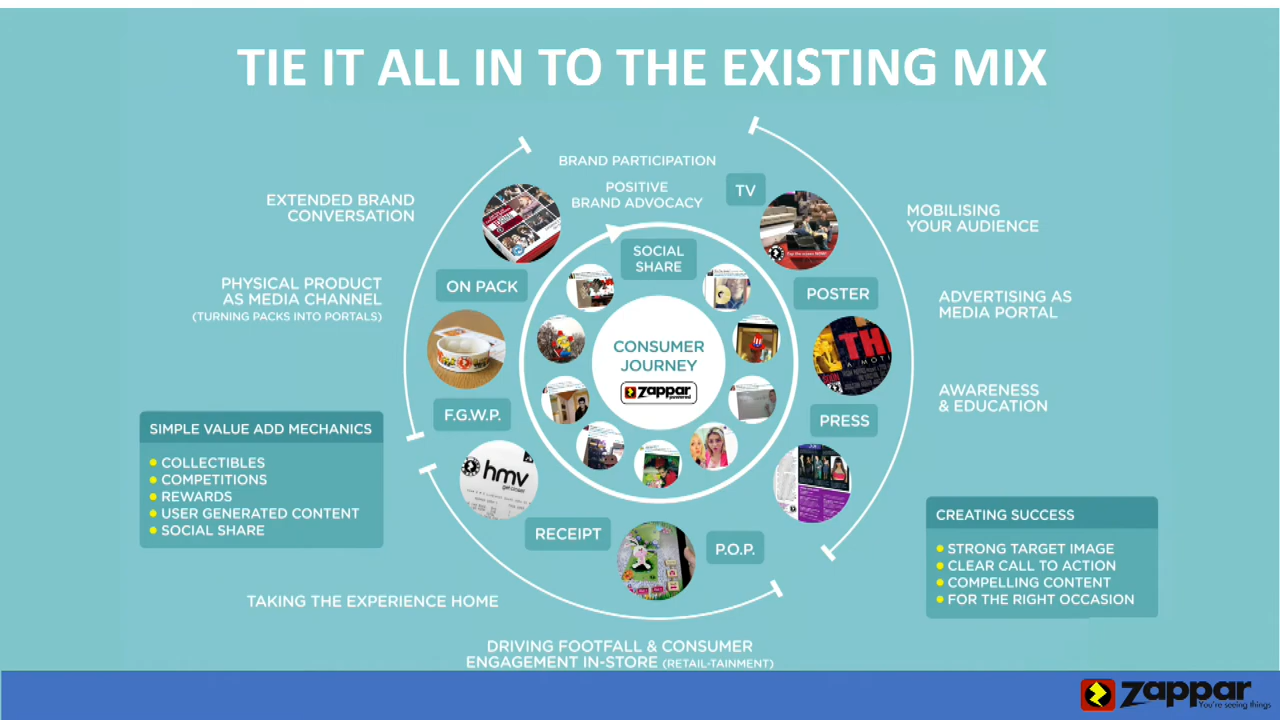 TIE IT ALL IN TO THE EXISTING MIX
BRAND PARTICIPATION
POSITIVE
BRAND ADVOCACY
TV
EXTENDED BRAND
CONVERSATION
MOBILISING
YOUR AUDIENCE
SOCIAL
SHARE
ON PACK
POSTER
PHYSICAL PRODUCT
AS MEDIA CHANNEL
(TURNING PACKS INTO PORTALS)
ADVERTISING AS
MEDIA PORTAL
CONSUMER
JOURNEY
zappar
powered
TH
A MOTI
AWARENESS
& EDUCATION
F.G.W.P.
PRESS
SIMPLE VALUE ADD MECHANICS
COLLECTIBLES
COMPETITIONS
REWARDS
USER GENERATED CONTENT
SOCIAL SHARE
hmv
RECEIPT
P.O.P.
CREATING SUCCESS
STRONG TARGET IMAGE
CLEAR CALL TO ACTION
COMPELLING CONTENT
FOR THE RIGHT OCCASION
TAKING THE EXPERIENCE HOME
DRIVING FOOTFALL & CONSUMER
ENGAGEMENT IN-STORE (RETAIL-TAINMENT)
zappar
You're seeing things